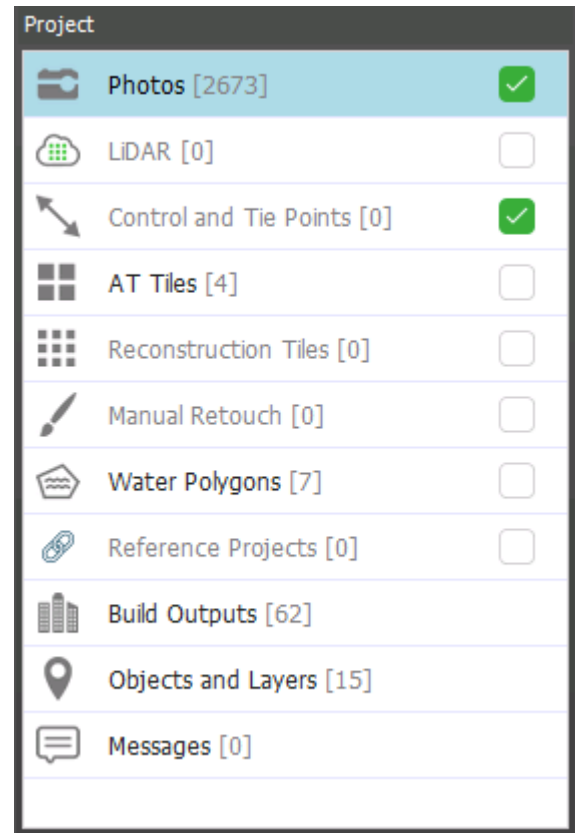 Project
Photos [2673]
LiDAR [0]
Control and Tie Points [0]
AT Tiles [4]
Reconstruction Tiles [0]
Manual Retouch [0]
Water Polygons [7]
Reference Projects [0]
Build Outputs [62]
Objects and Layers [15]
Messages [0]